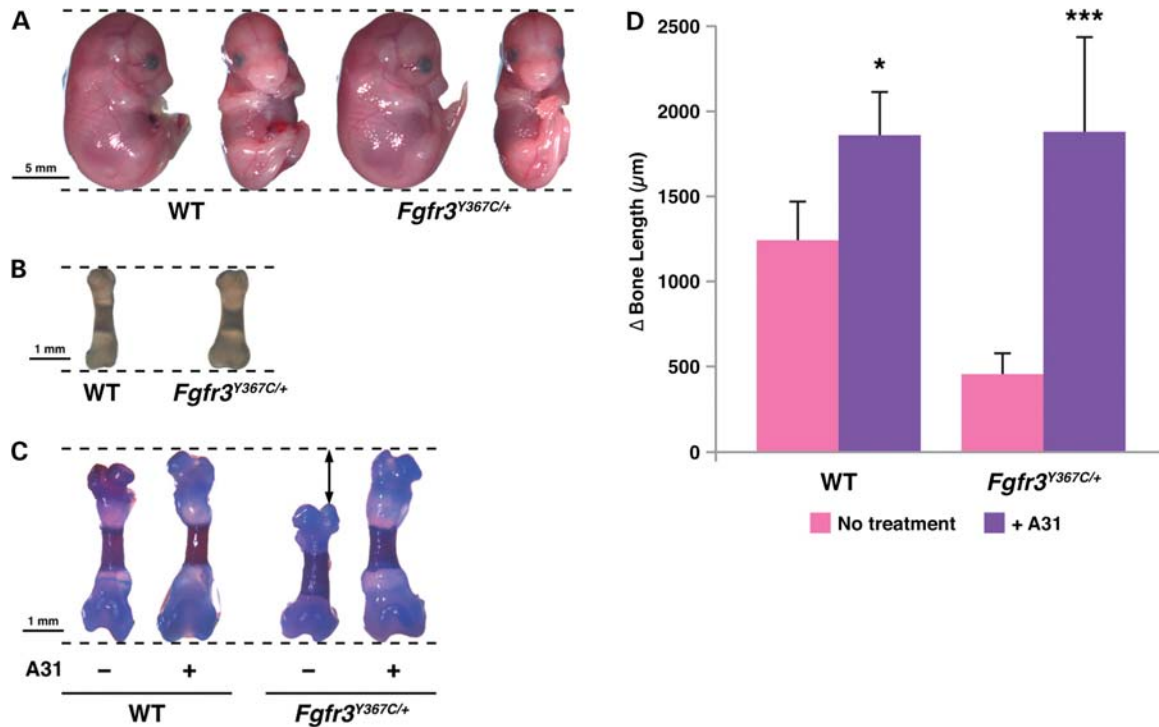 A
5 mm
WT
Fgfr3Y367C/+
B
1 mm
WT
Fgfr3Y367C/+
C
1 mm
A31 – + – +
WT Fgfr3Y367C/+
D
Δ Bone Length (µm)
2500
2000
1500
1000
500
0
*
***
WT
Fgfr3Y367C/+
No treatment
+ A31